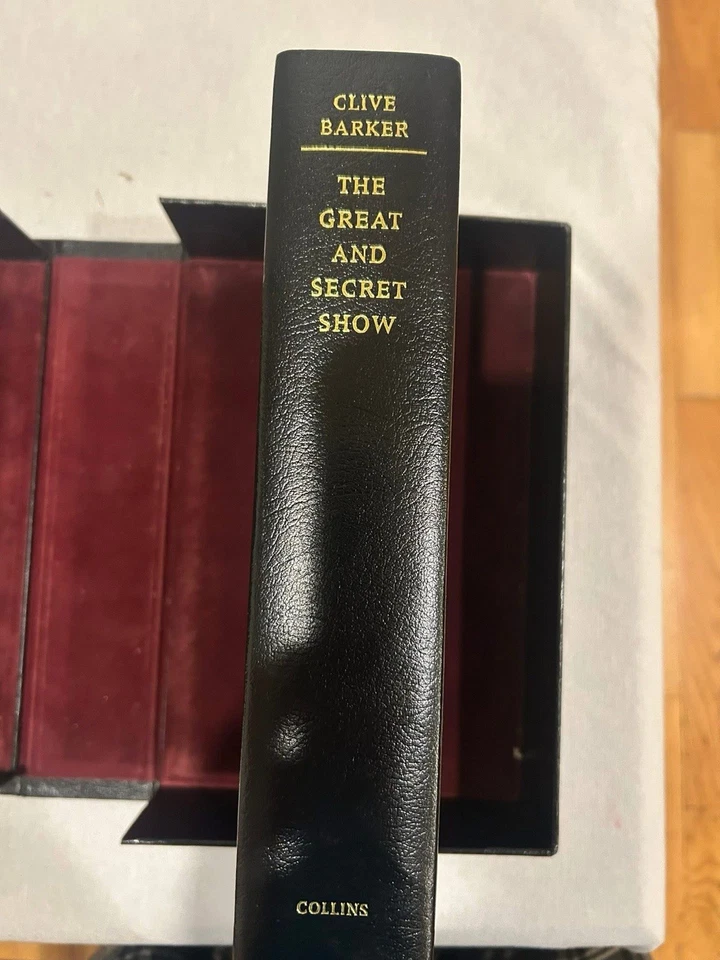 CLIVE
BARKER
THE
GREAT
AND
SECRET
SHOW
COLLINS